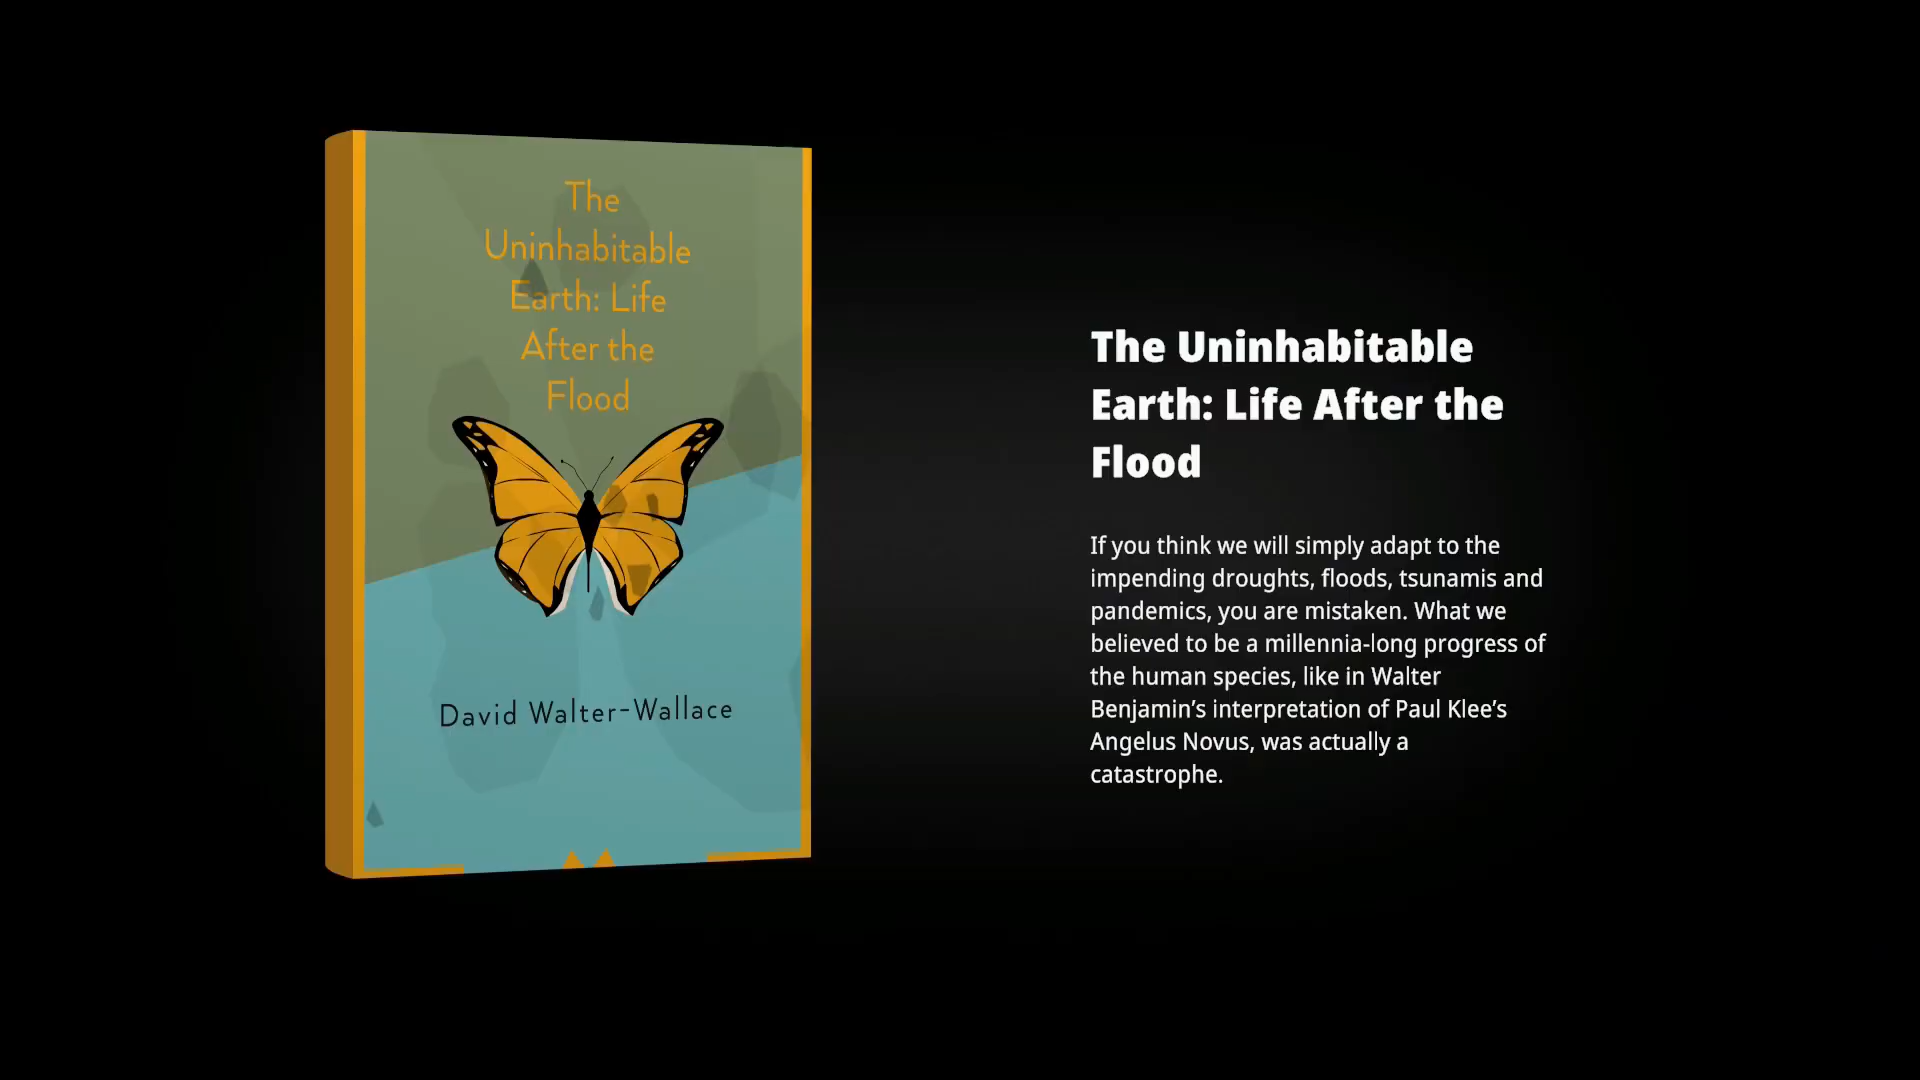 The
Uninhabitable
Earth: Life
After the
Flood
David Walter-Wallace
The Uninhabitable
Earth: Life After the
Flood
If you think we will simply adapt to the
impending droughts, floods, tsunamis and
pandemics, you are mistaken. What we
believed to be a millennia-long progress of
the human species, like in Walter
Benjamin’s interpretation of Paul Klee’s
Angelus Novus, was actually a
catastrophe.